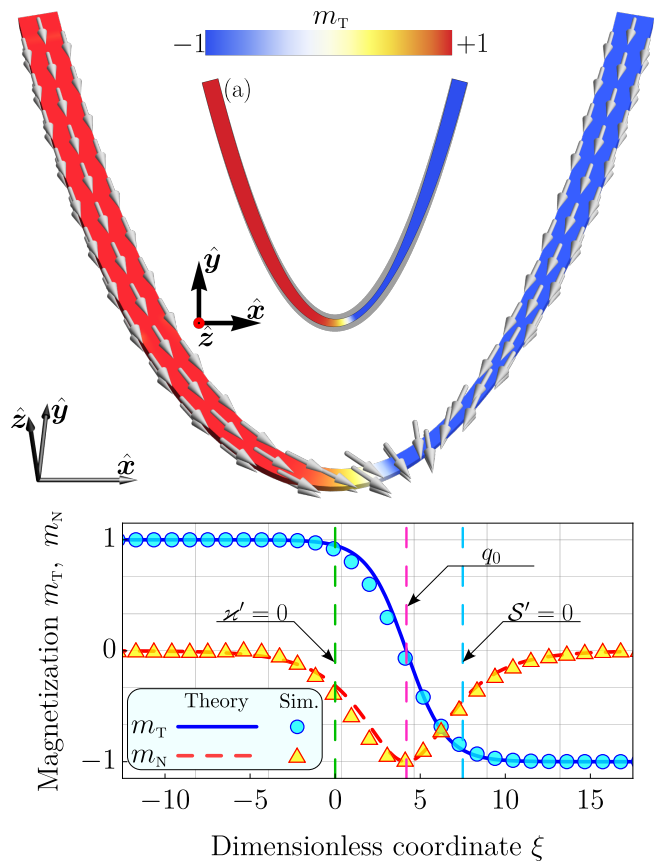 m_T
−1 +1
(a)
ŷ
x̂
ẑ
ẑ ŷ
x̂
Magnetization m_T, m_N
1
0
−1
q₀
ϰ′ = 0
𝒮′ = 0
Theory Sim.
m_T
m_N
−10 −5 0 5 10 15
Dimensionless coordinate ξ